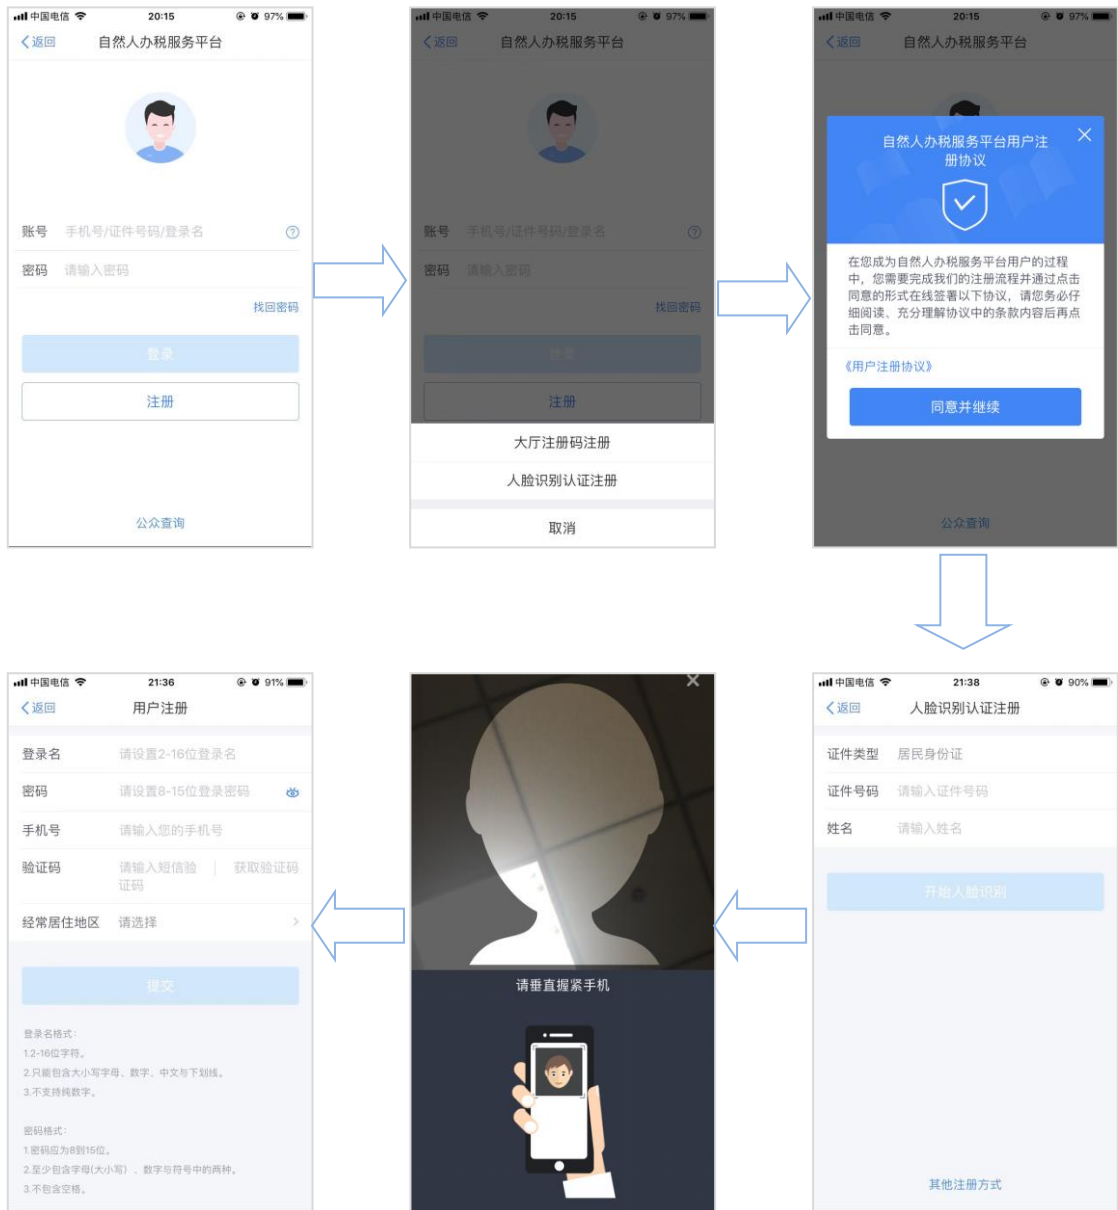 中国电信 20:15 97%
返回 自然人办税服务平台
账号 手机号/证件号码/登录名
密码 请输入密码
找回密码
登录
注册
公众查询
中国电信 20:15 97%
返回 自然人办税服务平台
账号 手机号/证件号码/登录名
密码 请输入密码
找回密码
登录
注册
大厅注册码注册
人脸识别认证注册
取消
中国电信 20:15 97%
返回 自然人办税服务平台
自然人办税服务平台用户注
册协议
在您成为自然人办税服务平台用户的过程
中，您需要完成我们的注册流程并通过点击
同意的形式在线签署以下协议，请您务必仔
细阅读、充分理解协议中的条款内容后再点
击同意。
《用户注册协议》
同意并继续
公众查询
中国电信 21:38 90%
返回 人脸识别认证注册
证件类型 居民身份证
证件号码 请输入证件号码
姓名 请输入姓名
开始人脸识别
其他注册方式
请垂直握紧手机
中国电信 21:36 91%
返回 用户注册
登录名 请设置2-16位登录名
密码 请设置8-15位登录密码
手机号 请输入您的手机号
验证码 请输入短信验 获取验证码
证码
经常居住地区 请选择
提交
登录名格式：
1.2-16位字符。
2.只能包含大小写字母、数字、中文与下划线。
3.不支持纯数字。
密码格式：
1.密码应为8到15位。
2.至少包含字母(大小写）、数字与符号中的两种。
3.不包含空格。